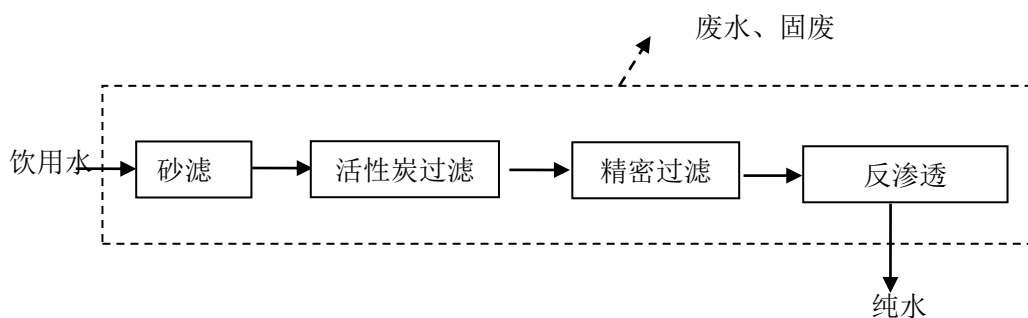 废水、固废
饮用水
砂滤
活性炭过滤
精密过滤
反渗透
纯水